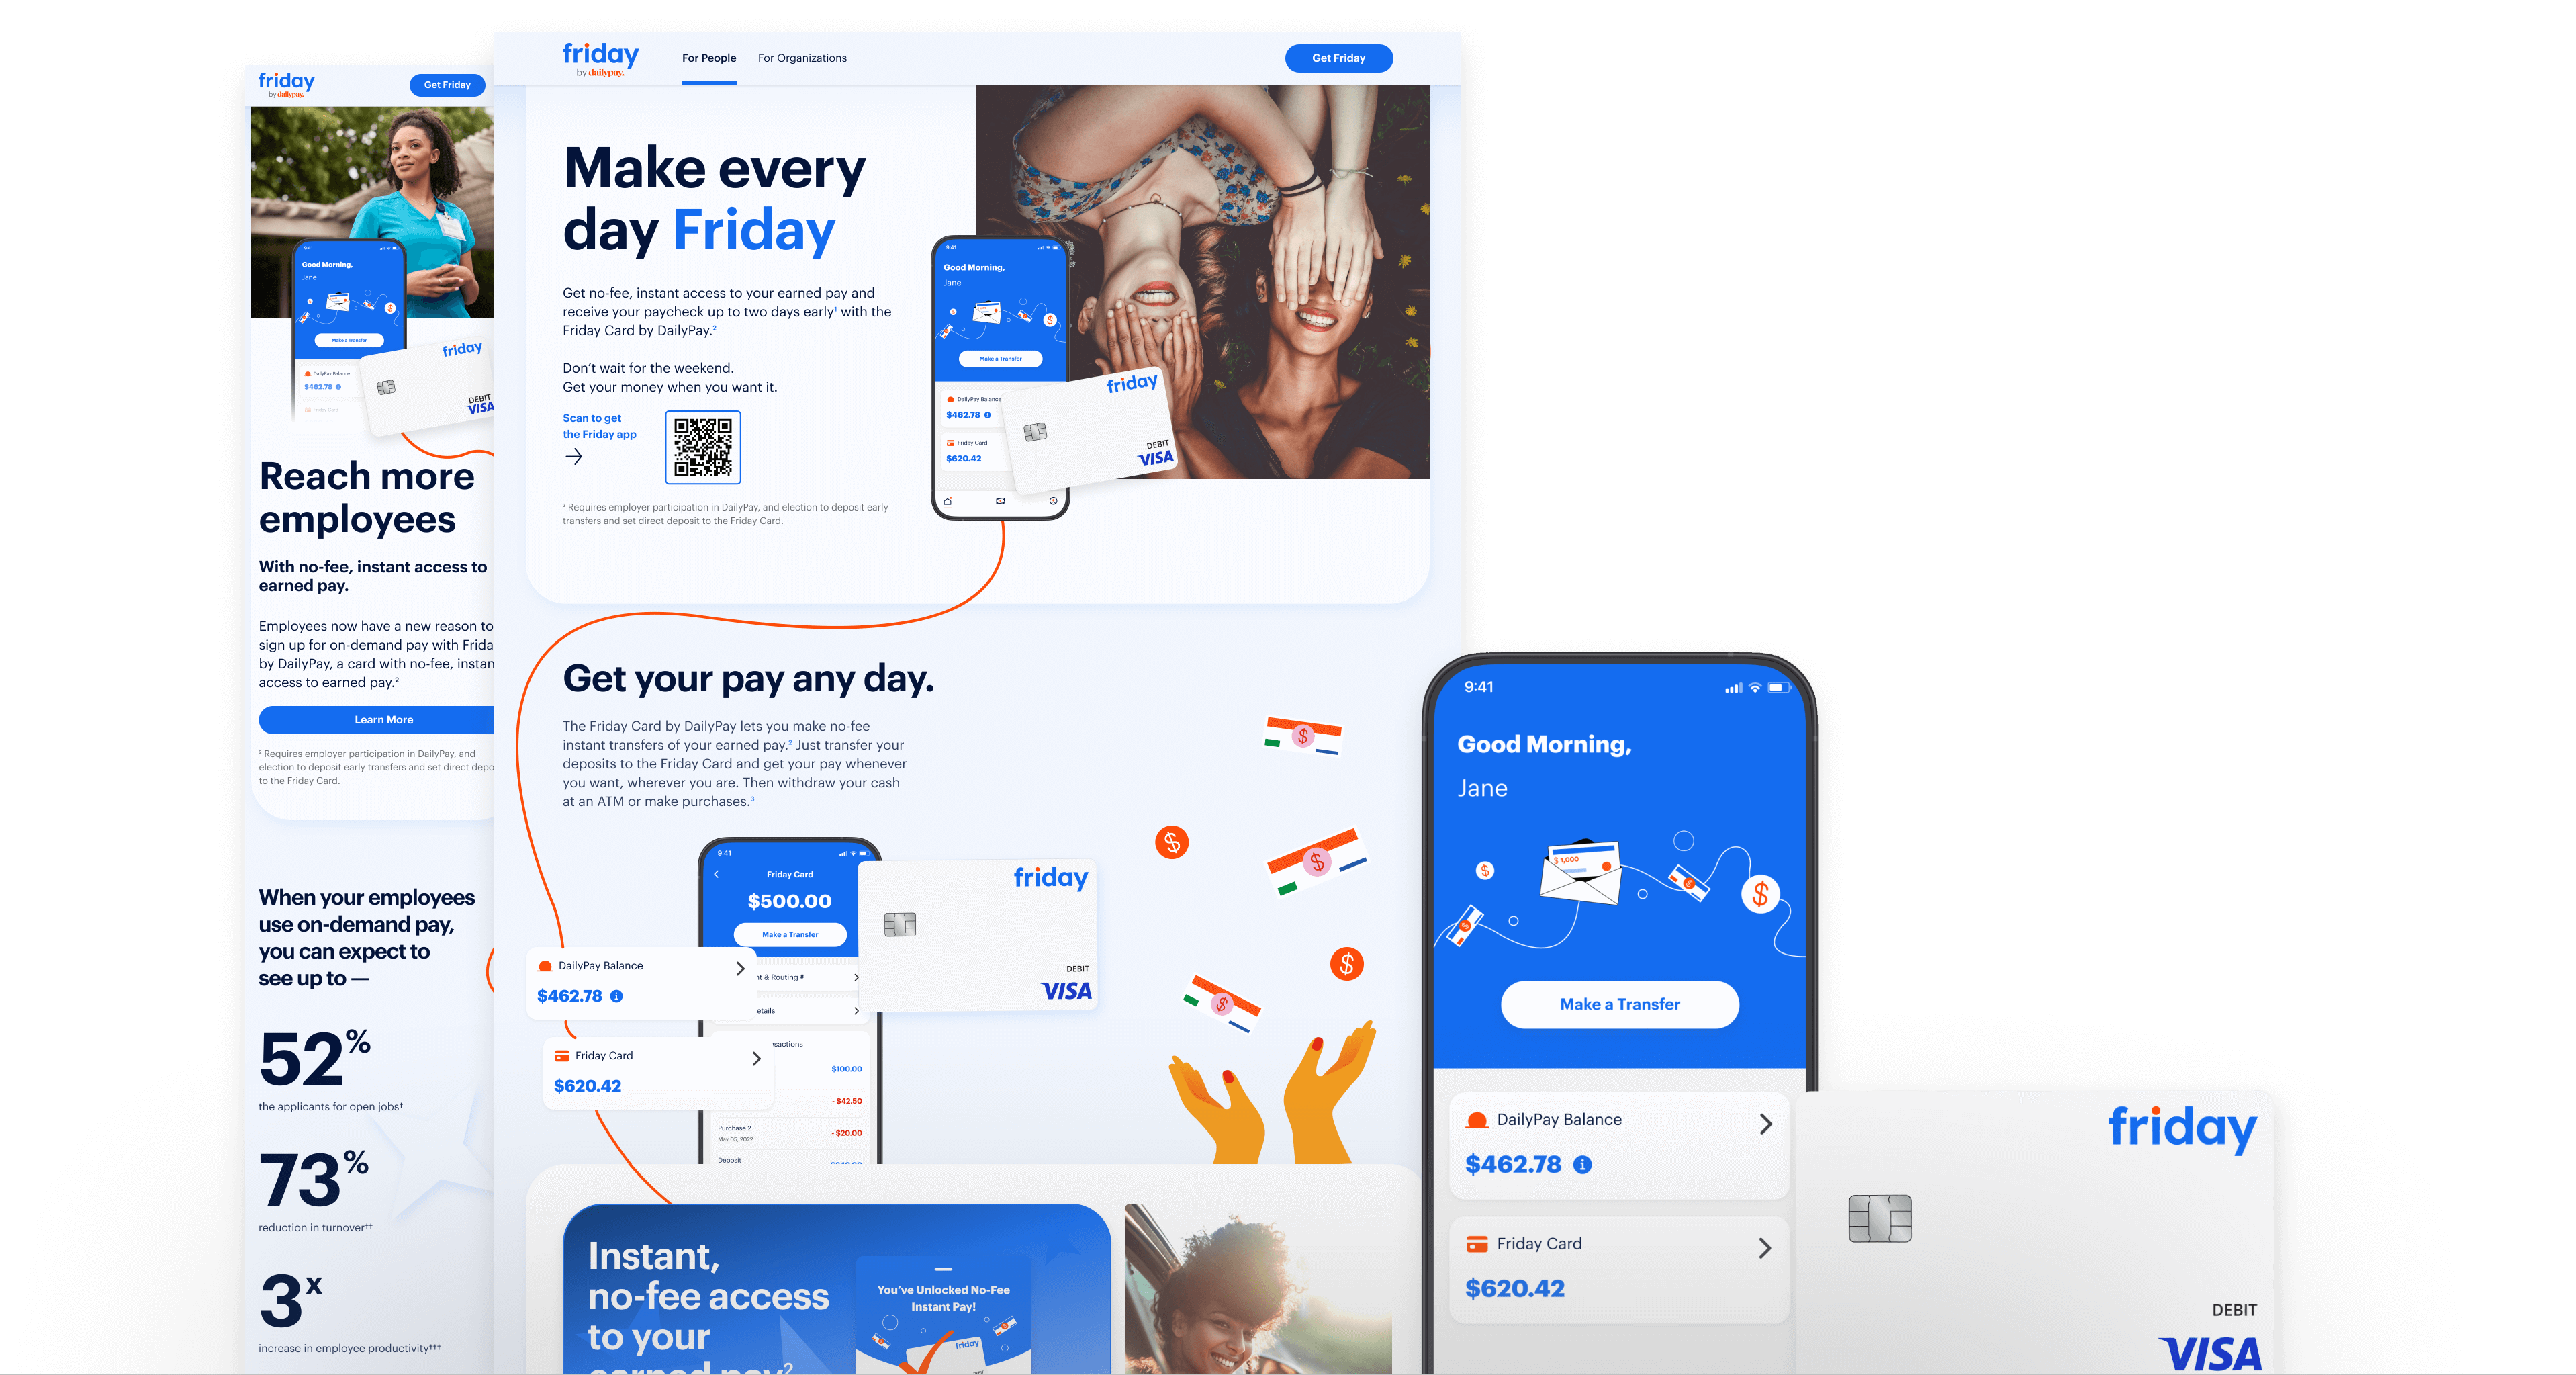 friday
by dailypay.
Get Friday
9:41
Good Morning,
Jane
Make a Transfer
DailyPay Balance
$462.78
Friday Card
friday
DEBIT
VISA
Reach more
employees
With no-fee, instant access to
earned pay.
Employees now have a new reason to
sign up for on-demand pay with Frida
by DailyPay, a card with no-fee, instan
access to earned pay.²
Learn More
² Requires employer participation in DailyPay, and
election to deposit early transfers and set direct depo
to the Friday Card.
When your employees
use on-demand pay,
you can expect to
see up to —
52%
the applicants for open jobs†
73%
reduction in turnover††
3x
increase in employee productivity†††
friday
by dailypay.
For People
For Organizations
Get Friday
Make every
day Friday
Get no-fee, instant access to your earned pay and
receive your paycheck up to two days early¹ with the
Friday Card by DailyPay.²
Don't wait for the weekend.
Get your money when you want it.
Scan to get
the Friday app
² Requires employer participation in DailyPay, and election to deposit early
transfers and set direct deposit to the Friday Card.
9:41
Good Morning,
Jane
Make a Transfer
DailyPay Balance
$462.78
Friday Card
$620.42
friday
DEBIT
VISA
Get your pay any day.
The Friday Card by DailyPay lets you make no-fee
instant transfers of your earned pay.² Just transfer your
deposits to the Friday Card and get your pay whenever
you want, wherever you are. Then withdraw your cash
at an ATM or make purchases.³
9:41
Friday Card
$500.00
Make a Transfer
nt & Routing #
etails
sactions
$100.00
- $42.50
Purchase 2
May 05, 2022
- $20.00
Deposit
DailyPay Balance
$462.78
Friday Card
$620.42
friday
DEBIT
VISA
$
$
$
$
$
Instant,
no-fee access
to your
earned pay²
You've Unlocked No-Fee
Instant Pay!
friday
9:41
Good Morning,
Jane
$ 1,000
$
$
$
Make a Transfer
DailyPay Balance
$462.78
Friday Card
$620.42
friday
DEBIT
VISA